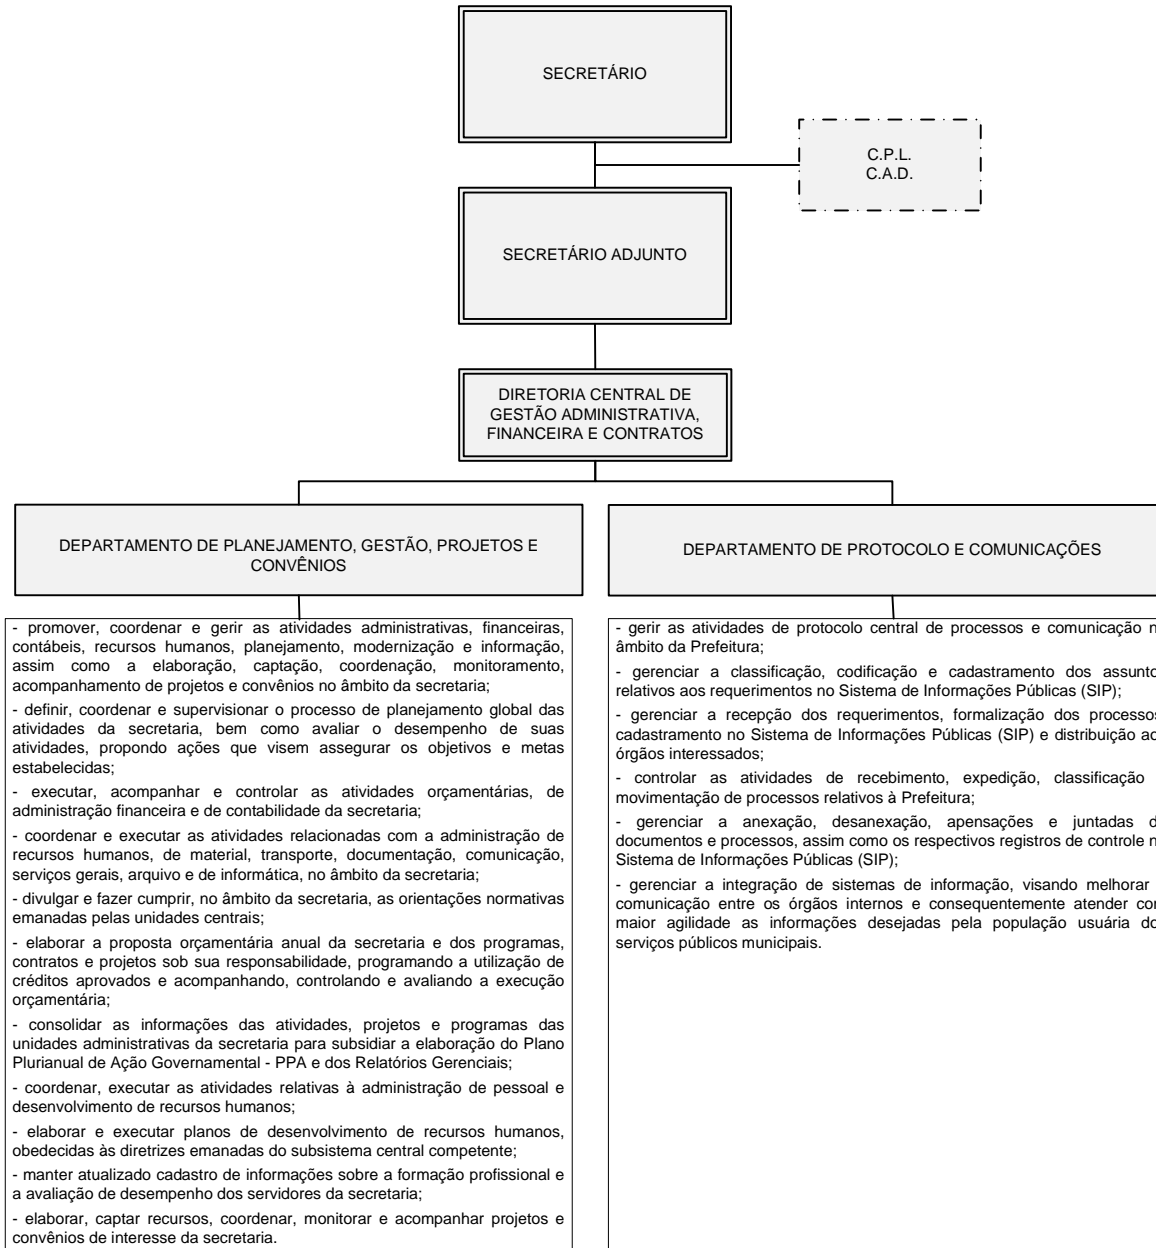 SECRETÁRIO
C.P.L.
C.A.D.
SECRETÁRIO ADJUNTO
DIRETORIA CENTRAL DE
GESTÃO ADMINISTRATIVA,
FINANCEIRA E CONTRATOS
DEPARTAMENTO DE PLANEJAMENTO, GESTÃO, PROJETOS E
CONVÊNIOS
- promover, coordenar e gerir as atividades administrativas, financeiras,
contábeis, recursos humanos, planejamento, modernização e informação,
assim como a elaboração, captação, coordenação, monitoramento,
acompanhamento de projetos e convênios no âmbito da secretaria;
- definir, coordenar e supervisionar o processo de planejamento global das
atividades da secretaria, bem como avaliar o desempenho de suas
atividades, propondo ações que visem assegurar os objetivos e metas
estabelecidas;
- executar, acompanhar e controlar as atividades orçamentárias, de
administração financeira e de contabilidade da secretaria;
- coordenar e executar as atividades relacionadas com a administração de
recursos humanos, de material, transporte, documentação, comunicação,
serviços gerais, arquivo e de informática, no âmbito da secretaria;
- divulgar e fazer cumprir, no âmbito da secretaria, as orientações normativas
emanadas pelas unidades centrais;
- elaborar a proposta orçamentária anual da secretaria e dos programas,
contratos e projetos sob sua responsabilidade, programando a utilização de
créditos aprovados e acompanhando, controlando e avaliando a execução
orçamentária;
- consolidar as informações das atividades, projetos e programas das
unidades administrativas da secretaria para subsidiar a elaboração do Plano
Plurianual de Ação Governamental - PPA e dos Relatórios Gerenciais;
- coordenar, executar as atividades relativas à administração de pessoal e
desenvolvimento de recursos humanos;
- elaborar e executar planos de desenvolvimento de recursos humanos,
obedecidas às diretrizes emanadas do subsistema central competente;
- manter atualizado cadastro de informações sobre a formação profissional e
a avaliação de desempenho dos servidores da secretaria;
- elaborar, captar recursos, coordenar, monitorar e acompanhar projetos e
convênios de interesse da secretaria.
DEPARTAMENTO DE PROTOCOLO E COMUNICAÇÕES
- gerir as atividades de protocolo central de processos e comunicação
âmbito da Prefeitura;
- gerenciar a classificação, codificação e cadastramento dos
relativos aos requerimentos no Sistema de Informações Públicas (SIP);
- gerenciar a recepção dos requerimentos, formalização dos
cadastramento no Sistema de Informações Públicas (SIP) e distribuição
órgãos interessados;
- controlar as atividades de recebimento, expedição, classificação
movimentação de processos relativos à Prefeitura;
- gerenciar a anexação, desanexação, apensações e juntadas
documentos e processos, assim como os respectivos registros de controle
Sistema de Informações Públicas (SIP);
- gerenciar a integração de sistemas de informação, visando melhorar
comunicação entre os órgãos internos e consequentemente atender
maior agilidade as informações desejadas pela população usuária
serviços públicos municipais.